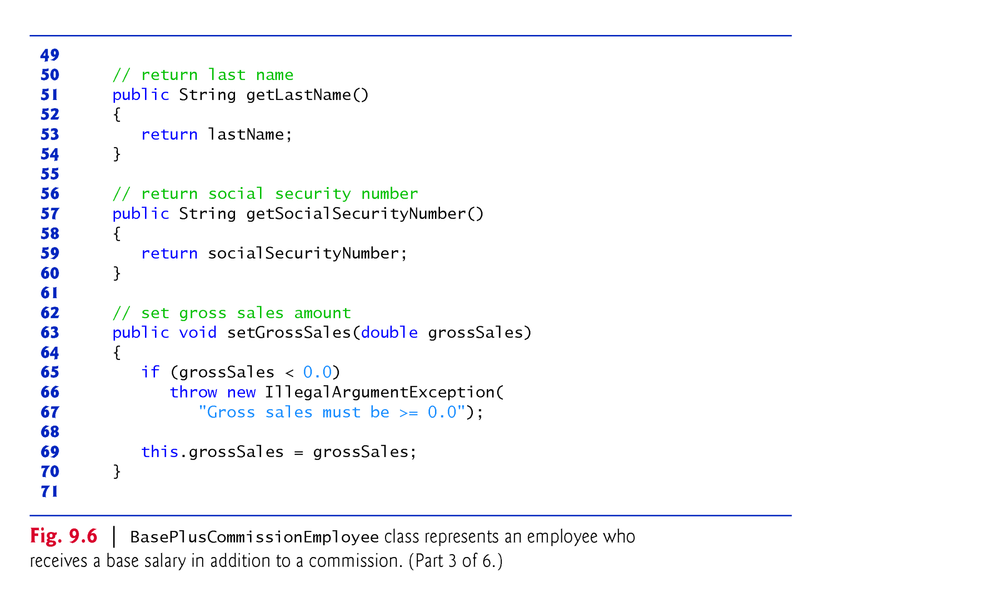 49
50 // return last name
51 public String getLastName()
52 {
53 return lastName;
54 }
55
56 // return social security number
57 public String getSocialSecurityNumber()
58 {
59 return socialSecurityNumber;
60 }
61
62 // set gross sales amount
63 public void setGrossSales(double grossSales)
64 {
65 if (grossSales < 0.0)
66 throw new IllegalArgumentException(
67 "Gross sales must be >= 0.0");
68
69 this.grossSales = grossSales;
70 }
71
Fig. 9.6 | BasePlusCommissionEmployee class represents an employee who
receives a base salary in addition to a commission. (Part 3 of 6.)